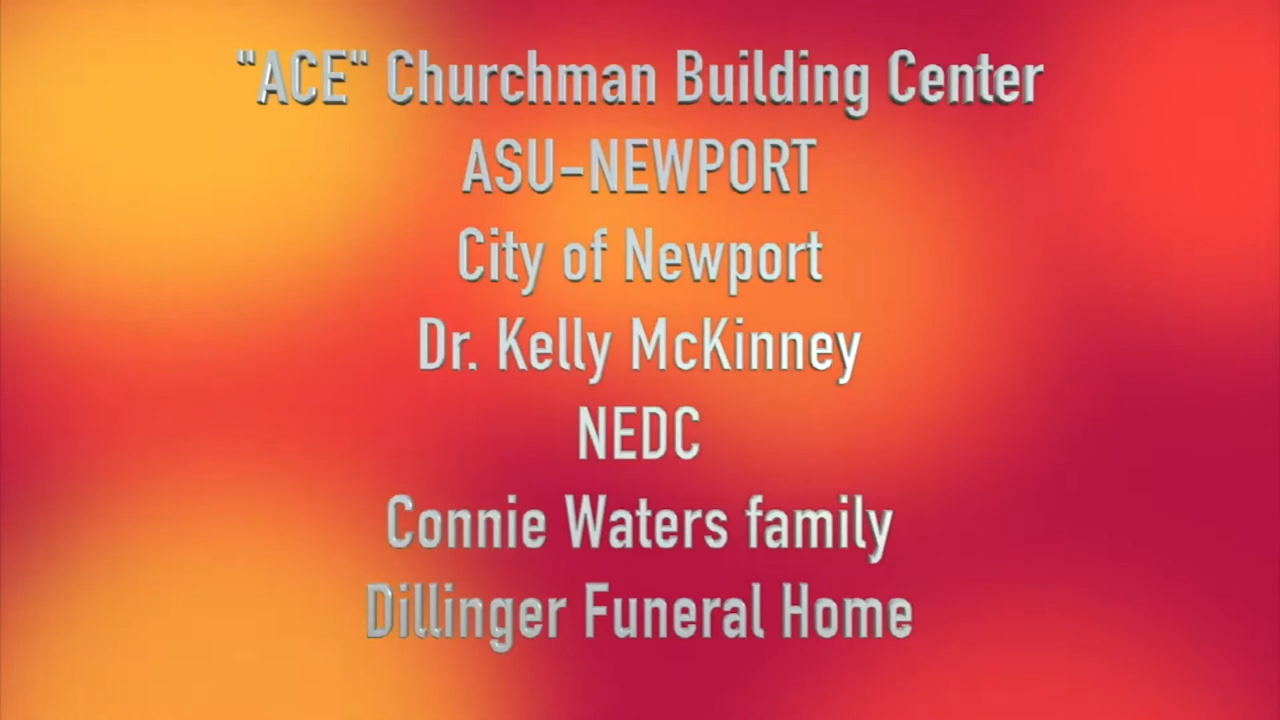 "ACE" Churchman Building Center
ASU-NEWPORT
City of Newport
Dr. Kelly McKinney
NEDC
Connie Waters family
Dillinger Funeral Home